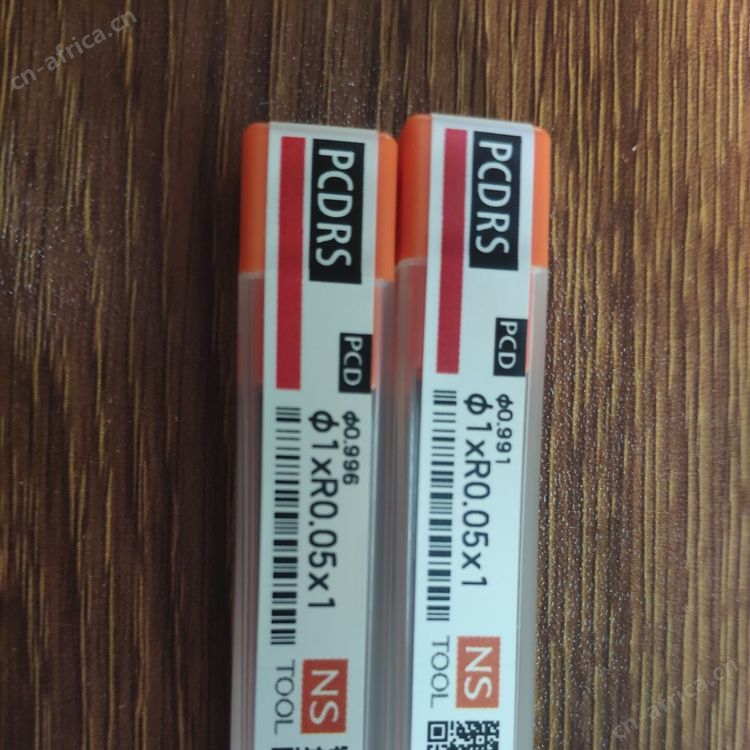 cn-africa.cn
PCDRS
PCD
φ0.996
φ1xR0.05x1
NS
TOOL
PCDRS
PCD
φ0.991
φ1xR0.05x1
NS
TOOL
cn-africa.cn